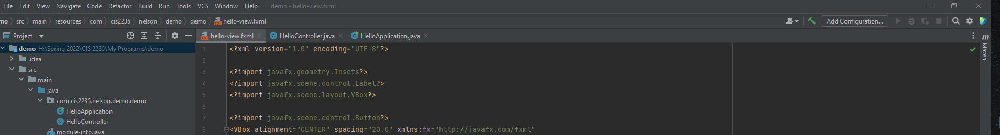 File Edit View Navigate Code Refactor Build Run Tools VCS Window Help demo - hello-view.fxml
mo src main resources com cis2235 nelson demo demo hello-view.fxml Add Configuration...
Project hello-view.fxml HelloController.java HelloApplication.java
demo H:\Spring 2022\CIS 2235\My Programs\demo
.idea
src
main
java
com.cis2235.nelson.demo.demo
HelloApplication
HelloController
module-info.java
1 <?xml version="1.0" encoding="UTF-8"?>
2
3 <?import javafx.geometry.Insets?>
4 <?import javafx.scene.control.Label?>
5 <?import javafx.scene.layout.VBox?>
6
7 <?import javafx.scene.control.Button?>
8 <VBox alignment="CENTER" spacing="20.0" xmlns:fx="http://javafx.com/fxml"
m Maven